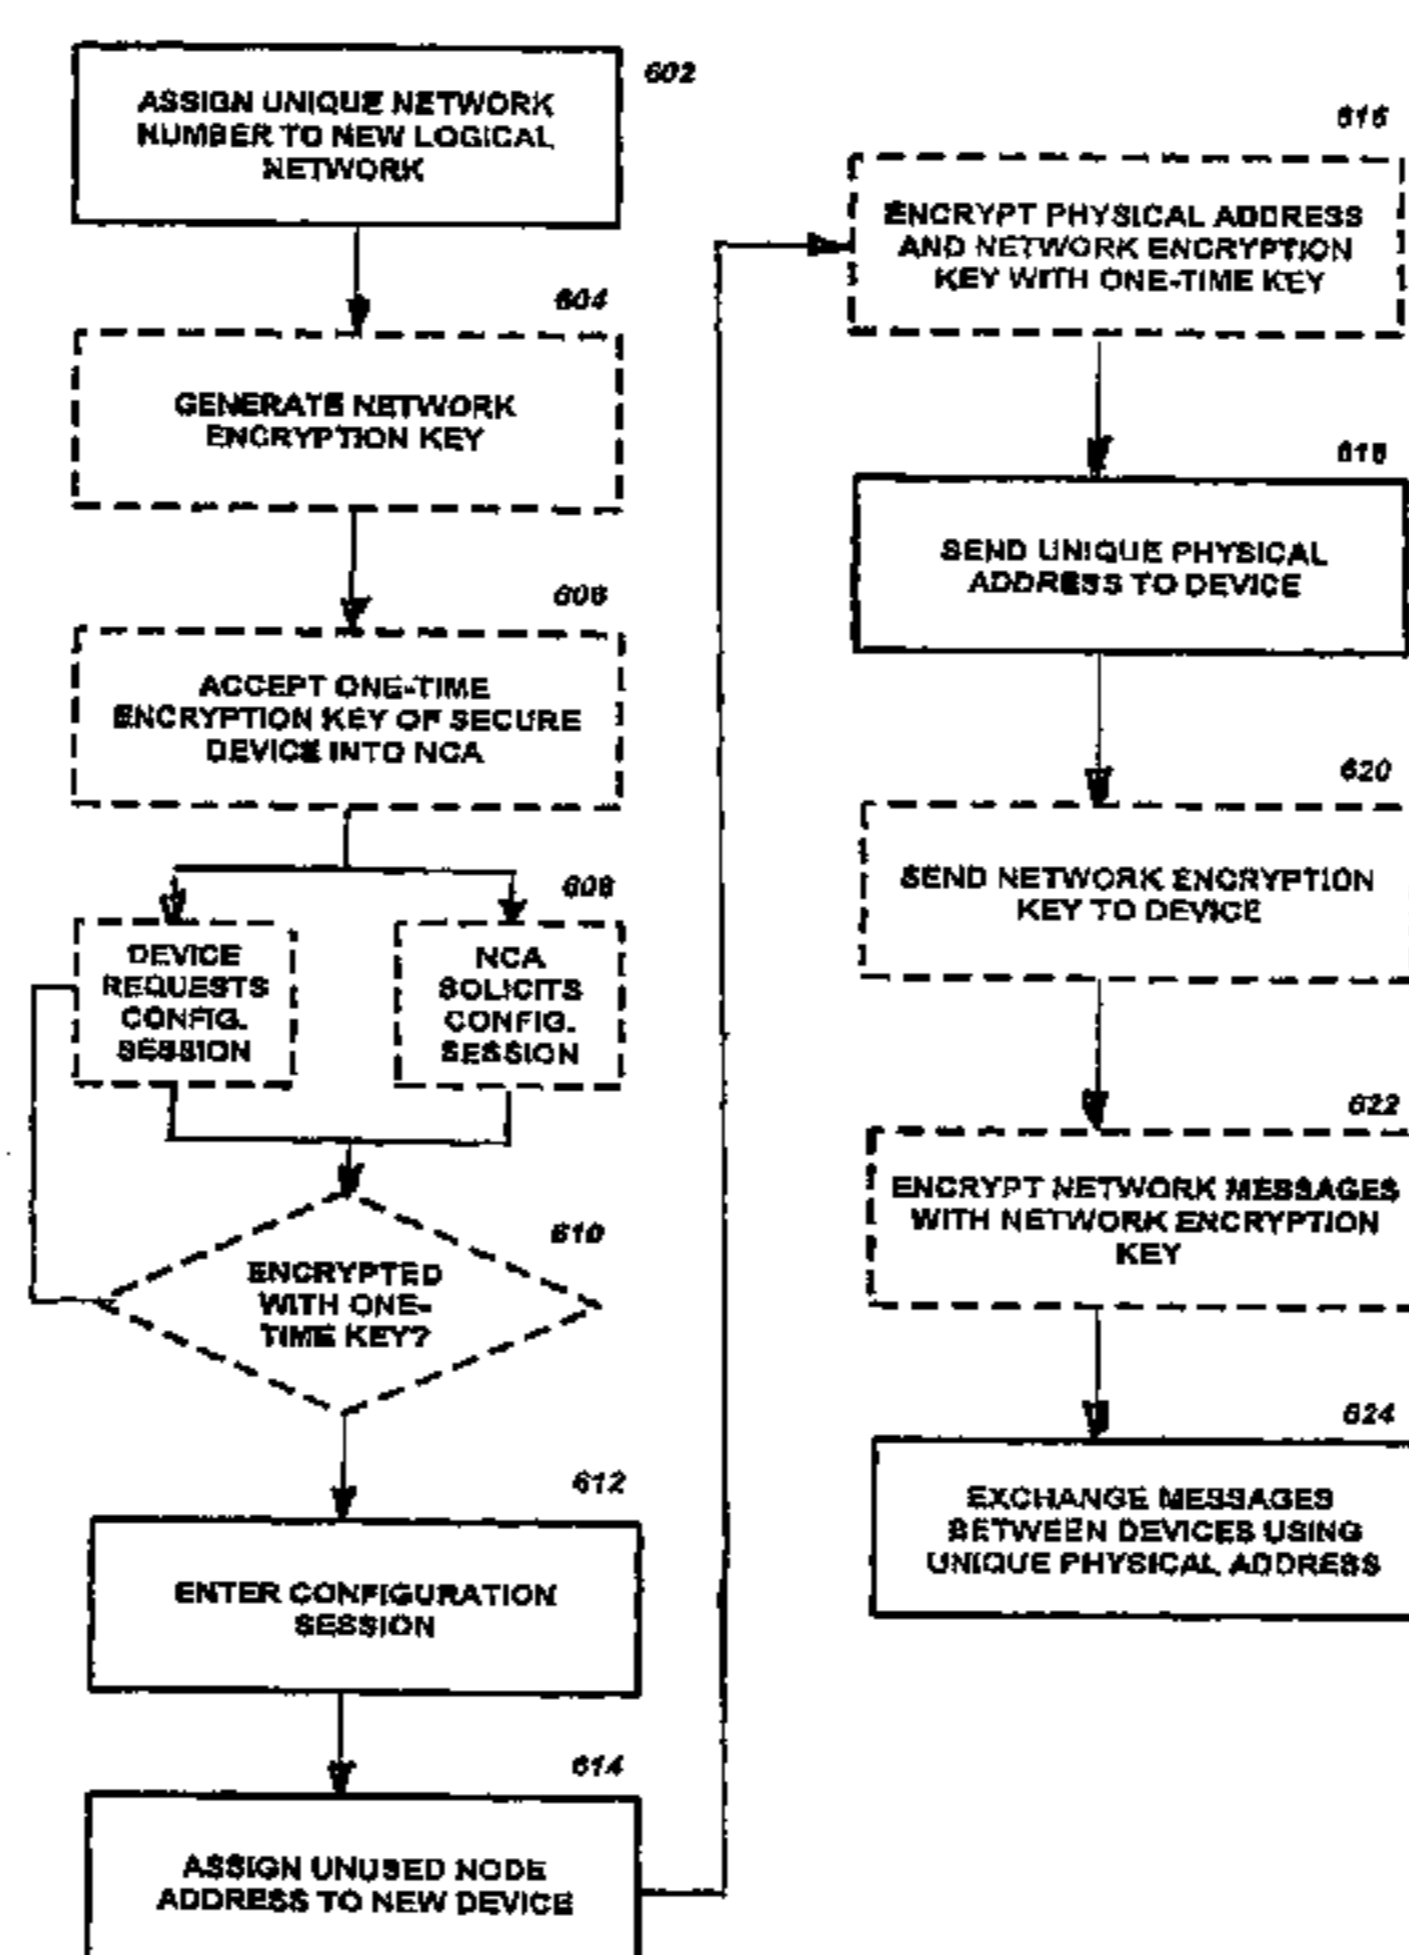 602
ASSIGN UNIQUE NETWORK
NUMBER TO NEW LOGICAL
NETWORK
604
GENERATE NETWORK
ENCRYPTION KEY
606
ACCEPT ONE-TIME
ENCRYPTION KEY OF SECURE
DEVICE INTO NCA
608
DEVICE
REQUESTS
CONFIG.
SESSION
NCA
SOLICITS
CONFIG.
SESSION
610
ENCRYPTED
WITH ONE-
TIME KEY?
612
ENTER CONFIGURATION
SESSION
614
ASSIGN UNUSED NODE
ADDRESS TO NEW DEVICE
616
ENCRYPT PHYSICAL ADDRESS
AND NETWORK ENCRYPTION
KEY WITH ONE-TIME KEY
618
SEND UNIQUE PHYSICAL
ADDRESS TO DEVICE
620
SEND NETWORK ENCRYPTION
KEY TO DEVICE
622
ENCRYPT NETWORK MESSAGES
WITH NETWORK ENCRYPTION
KEY
624
EXCHANGE MESSAGES
BETWEEN DEVICES USING
UNIQUE PHYSICAL ADDRESS